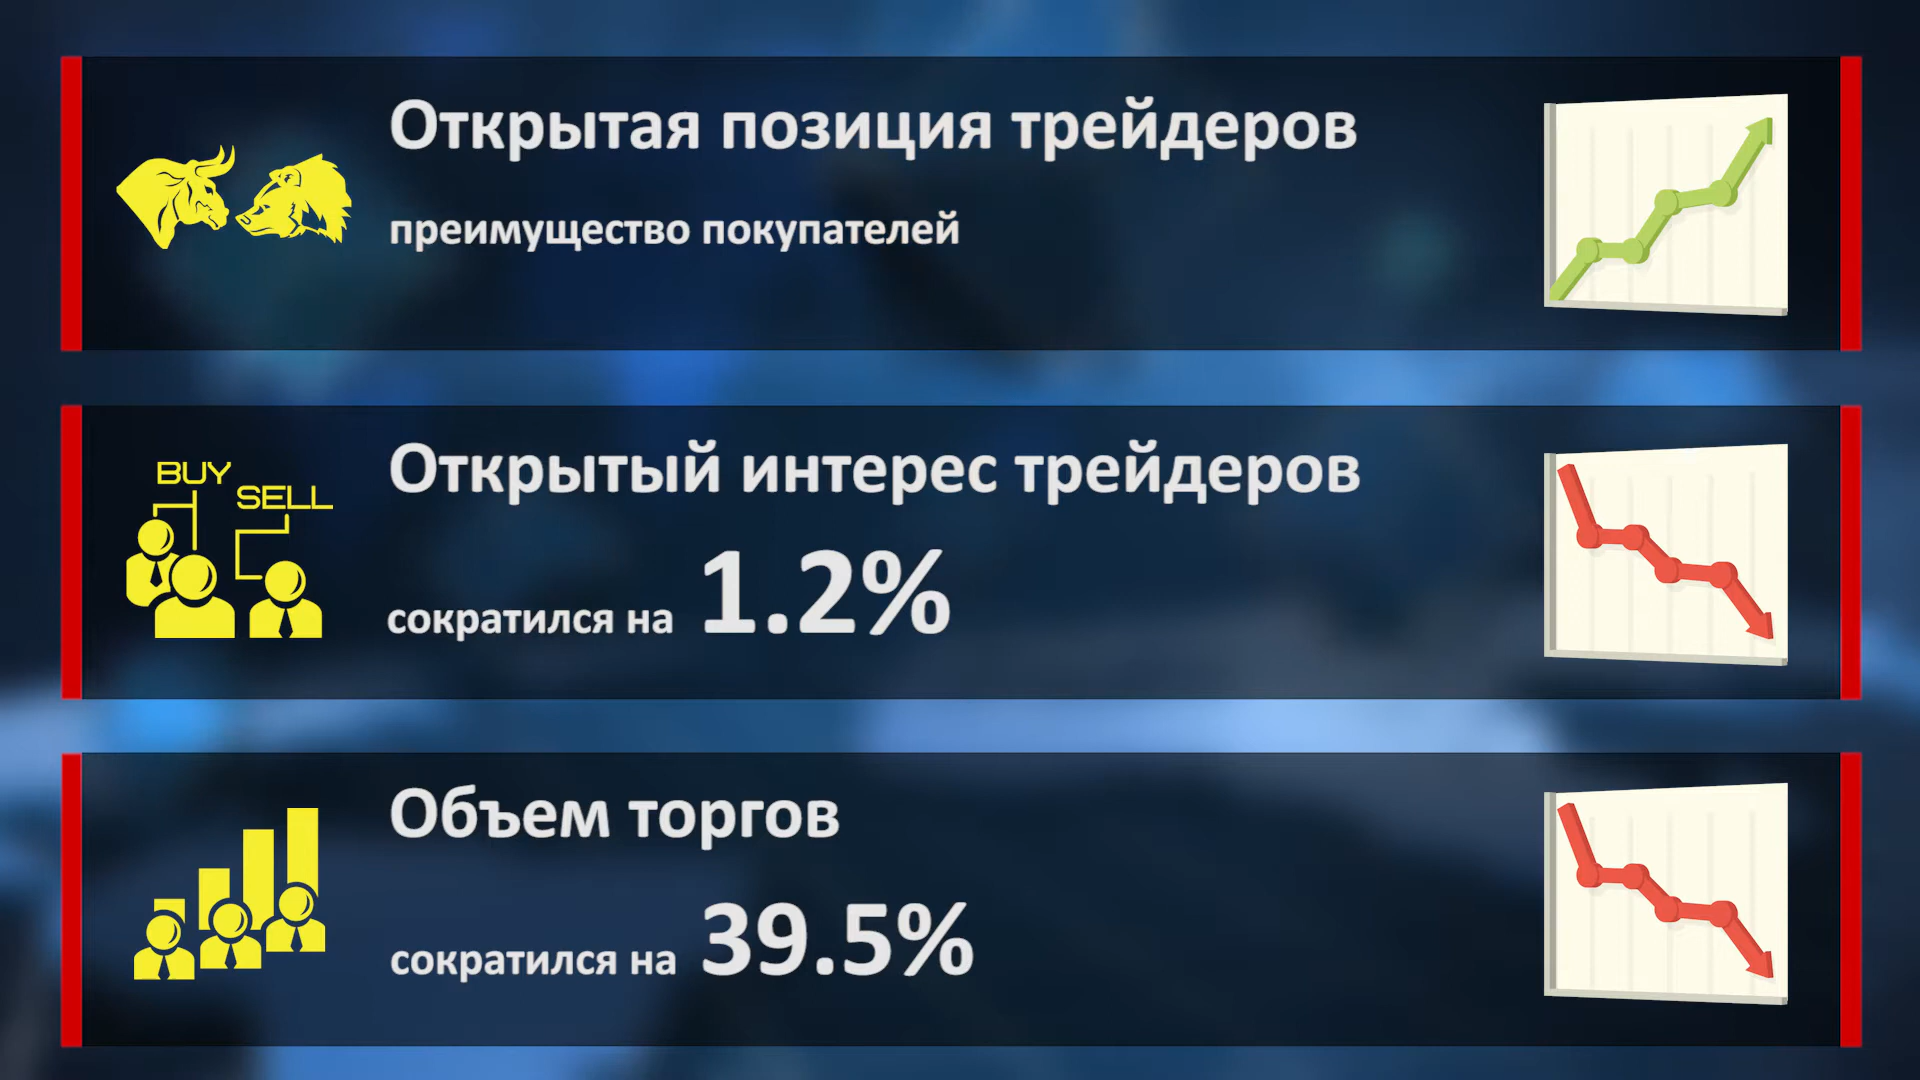 Открытая позиция трейдеров
преимущество покупателей
BUY
SELL
Открытый интерес трейдеров
сократился на 1.2%
Объем торгов
сократился на 39.5%